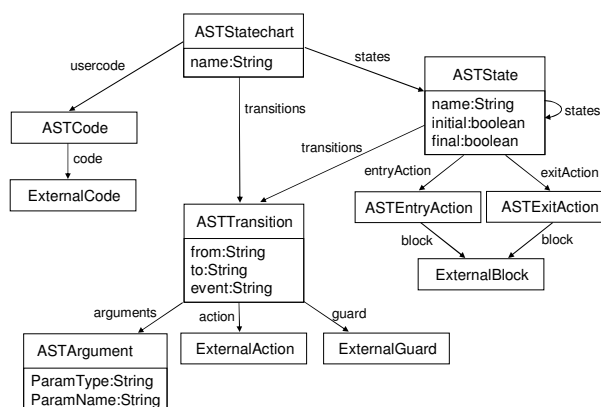 ASTStatechart
name:String
usercode
states
ASTState
name:String
initial:boolean
final:boolean
states
ASTCode
transitions
transitions
code
entryAction
exitAction
ExternalCode
ASTTransition
ASTEntryAction
ASTExitAction
from:String
to:String
event:String
block
block
ExternalBlock
arguments
action
guard
ASTArgument
ExternalAction
ExternalGuard
ParamType:String
ParamName:String